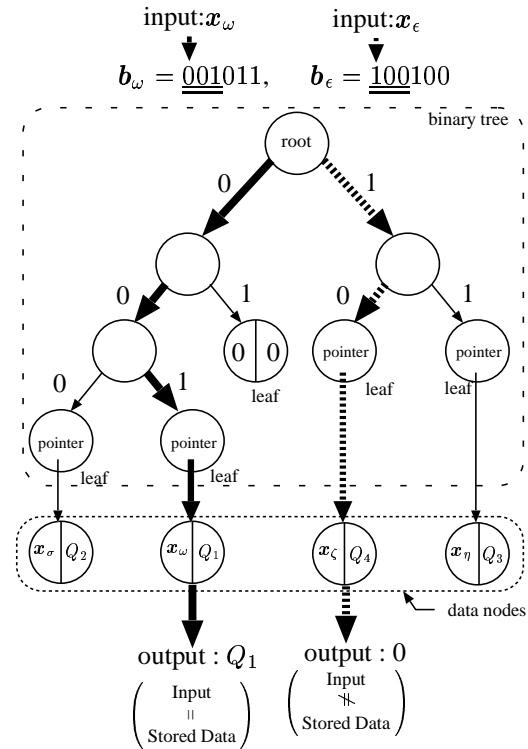 input:x_ω input:x_ϵ
b_ω = 001011, b_ϵ = 100100
binary tree
root
0 1
0 1 0 1
0 0 pointer pointer
leaf leaf leaf
0 1
pointer pointer
leaf leaf
x_σ Q_2 x_ω Q_1 x_ζ Q_4 x_η Q_3
data nodes
output : Q_1 output : 0
Input Input
= ≠
Stored Data Stored Data